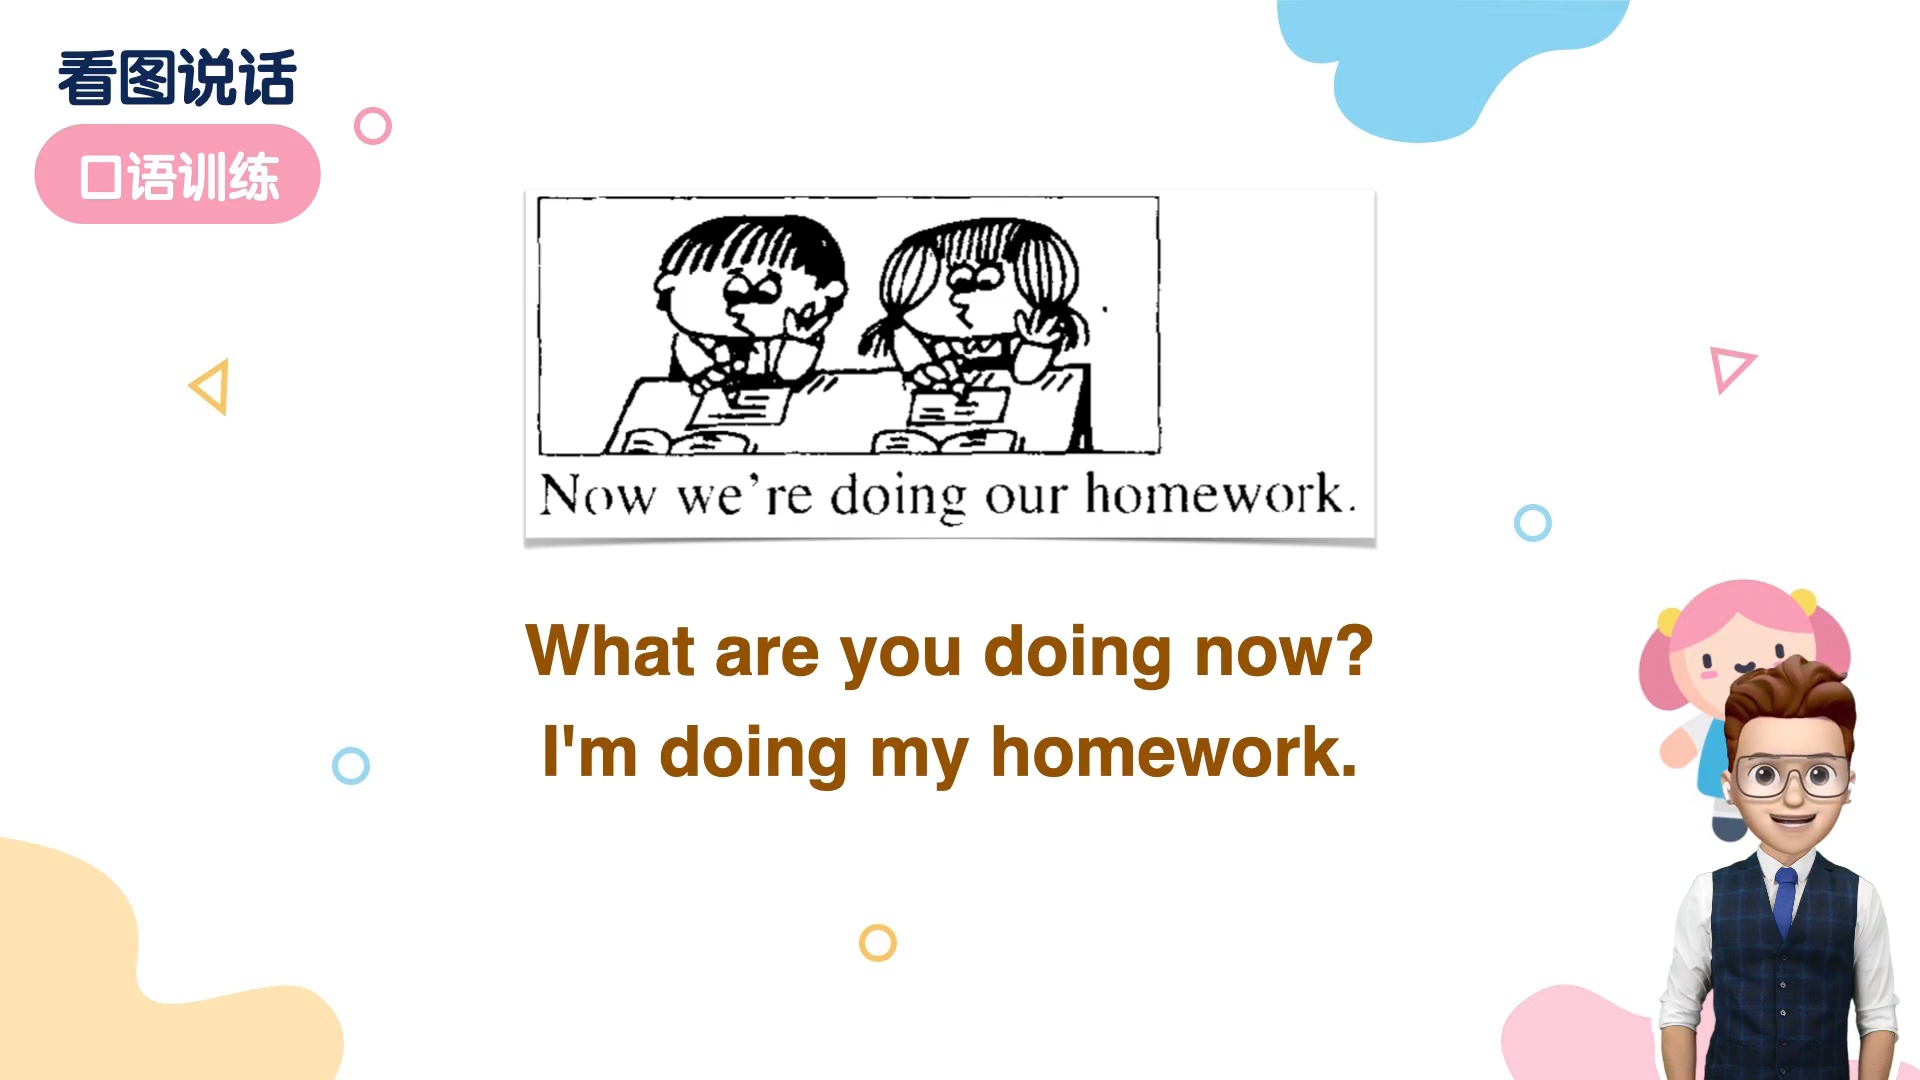 看图说话
口语训练
Now we're doing our homework.
What are you doing now?
I'm doing my homework.